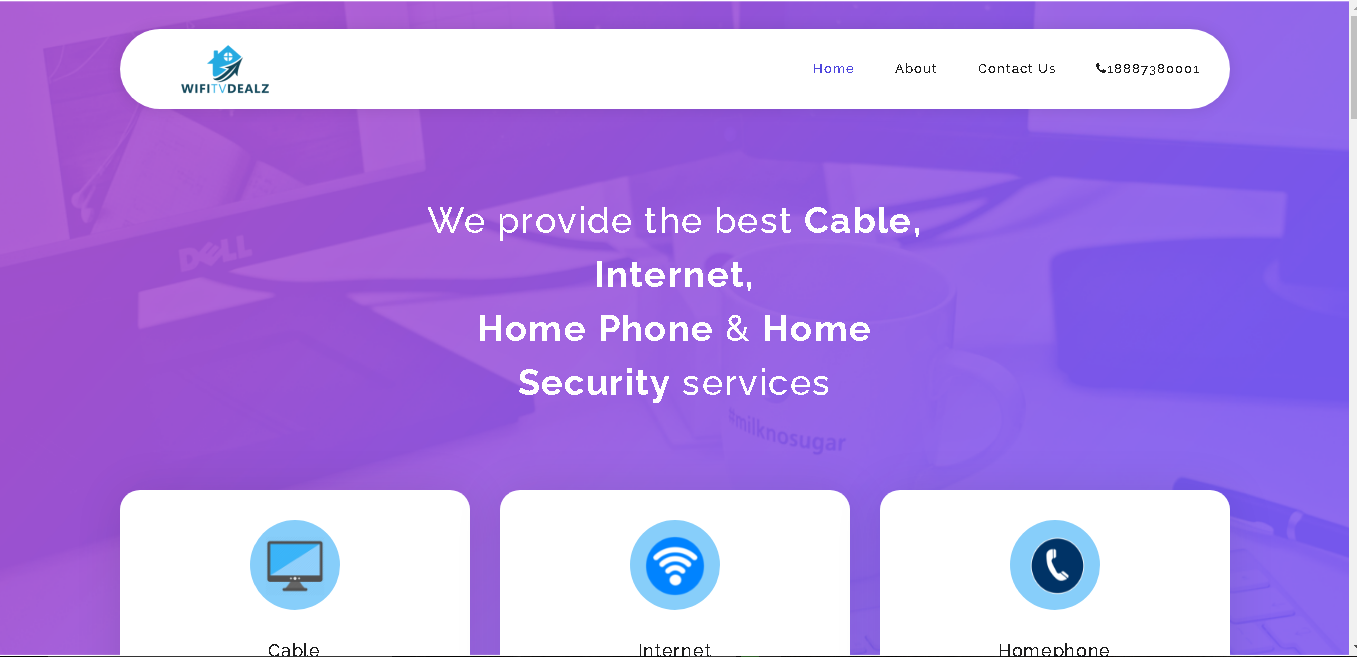 WIFITVDEALZ
Home
About
Contact Us
18887380001
We provide the best Cable,
Internet,
Home Phone & Home
Security services
DELL
#milknosugar
Cable
Internet
Homephone